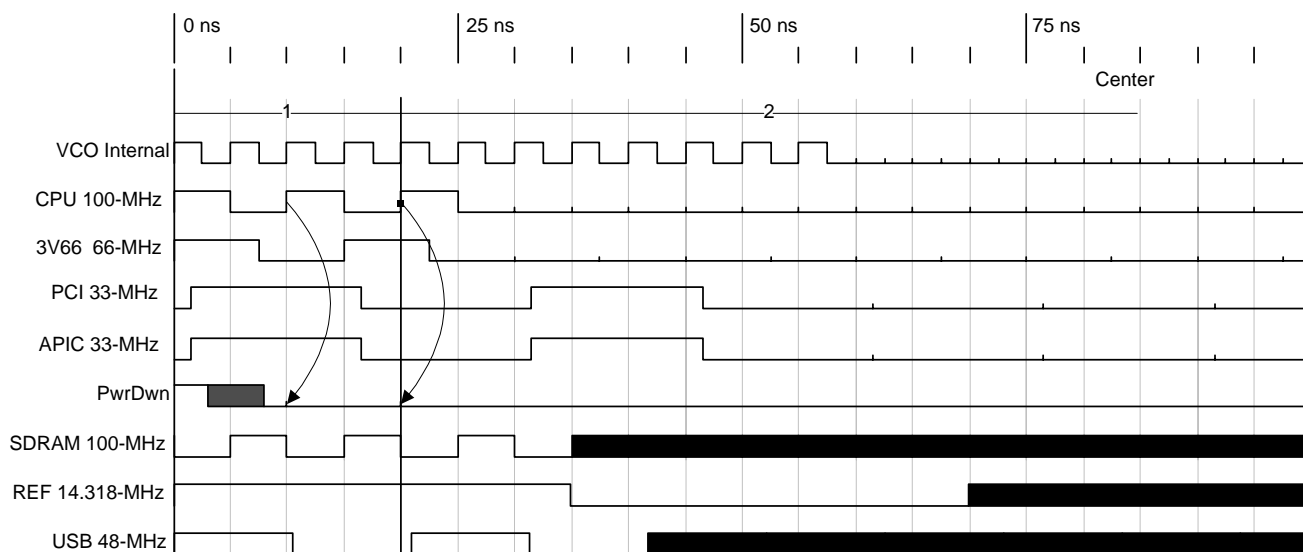 0 ns 25 ns 50 ns 75 ns
Center
1 2
VCO Internal
CPU 100-MHz
3V66 66-MHz
PCI 33-MHz
APIC 33-MHz
PwrDwn
SDRAM 100-MHz
REF 14.318-MHz
USB 48-MHz